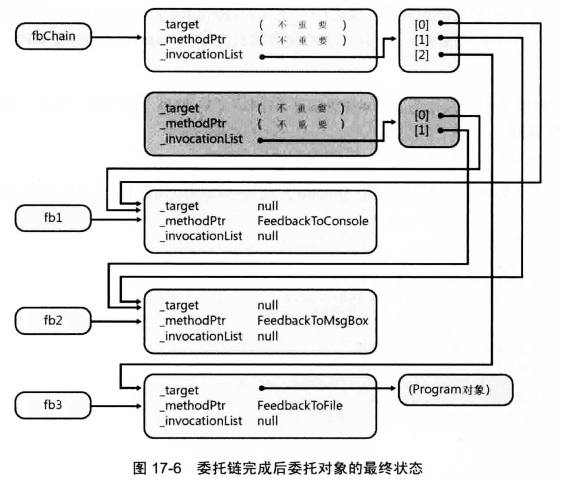 fbChain
_target ( 不 重 要 )
_methodPtr ( 不 重 要 )
_invocationList
[0]
[1]
[2]
_target ( 不 重 要 )
_methodPtr ( 不 重 要 )
_invocationList
[0]
[1]
fb1
_target null
_methodPtr FeedbackToConsole
_invocationList null
fb2
_target null
_methodPtr FeedbackToMsgBox
_invocationList null
fb3
_target
_methodPtr FeedbackToFile
_invocationList null
(Program对象)
图 17-6 委托链完成后委托对象的最终状态